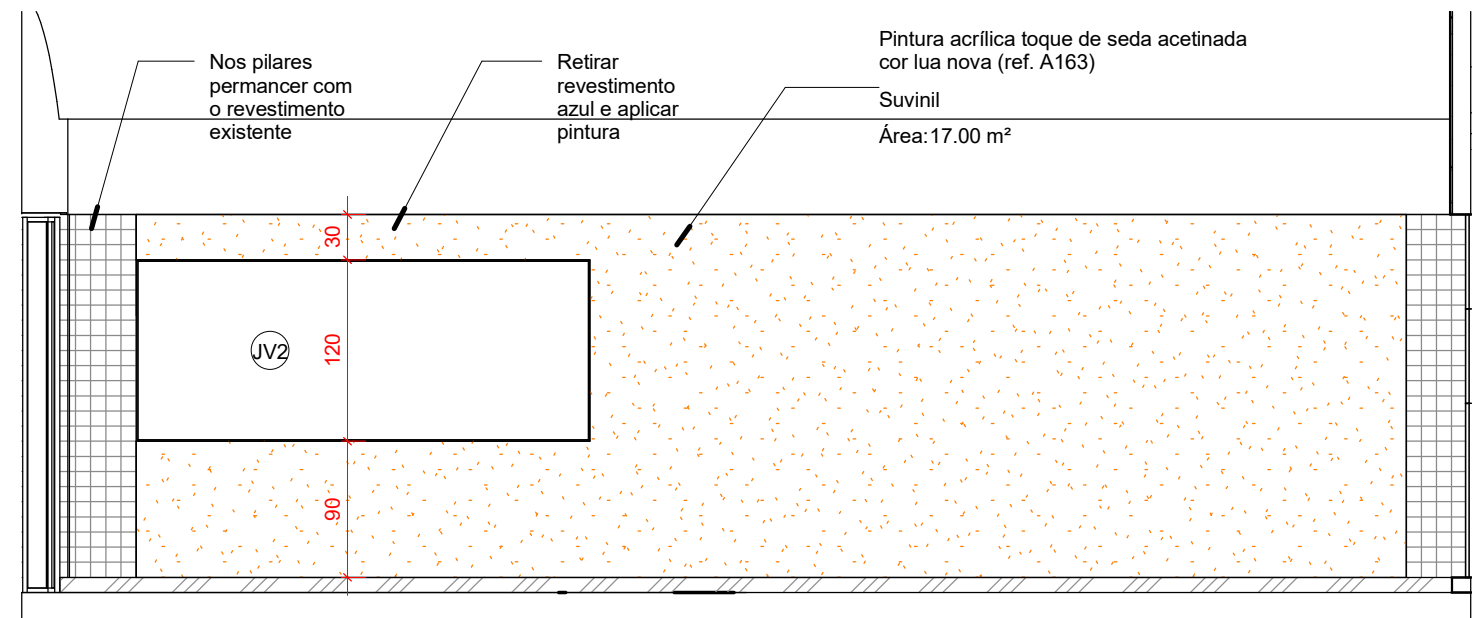 Nos pilares
permancer com
o revestimento
existente
Retirar
revestimento
azul e aplicar
pintura
Pintura acrílica toque de seda acetinada
cor lua nova (ref. A163)
Suvinil
Área:17.00 m²
30
JV2
120
90